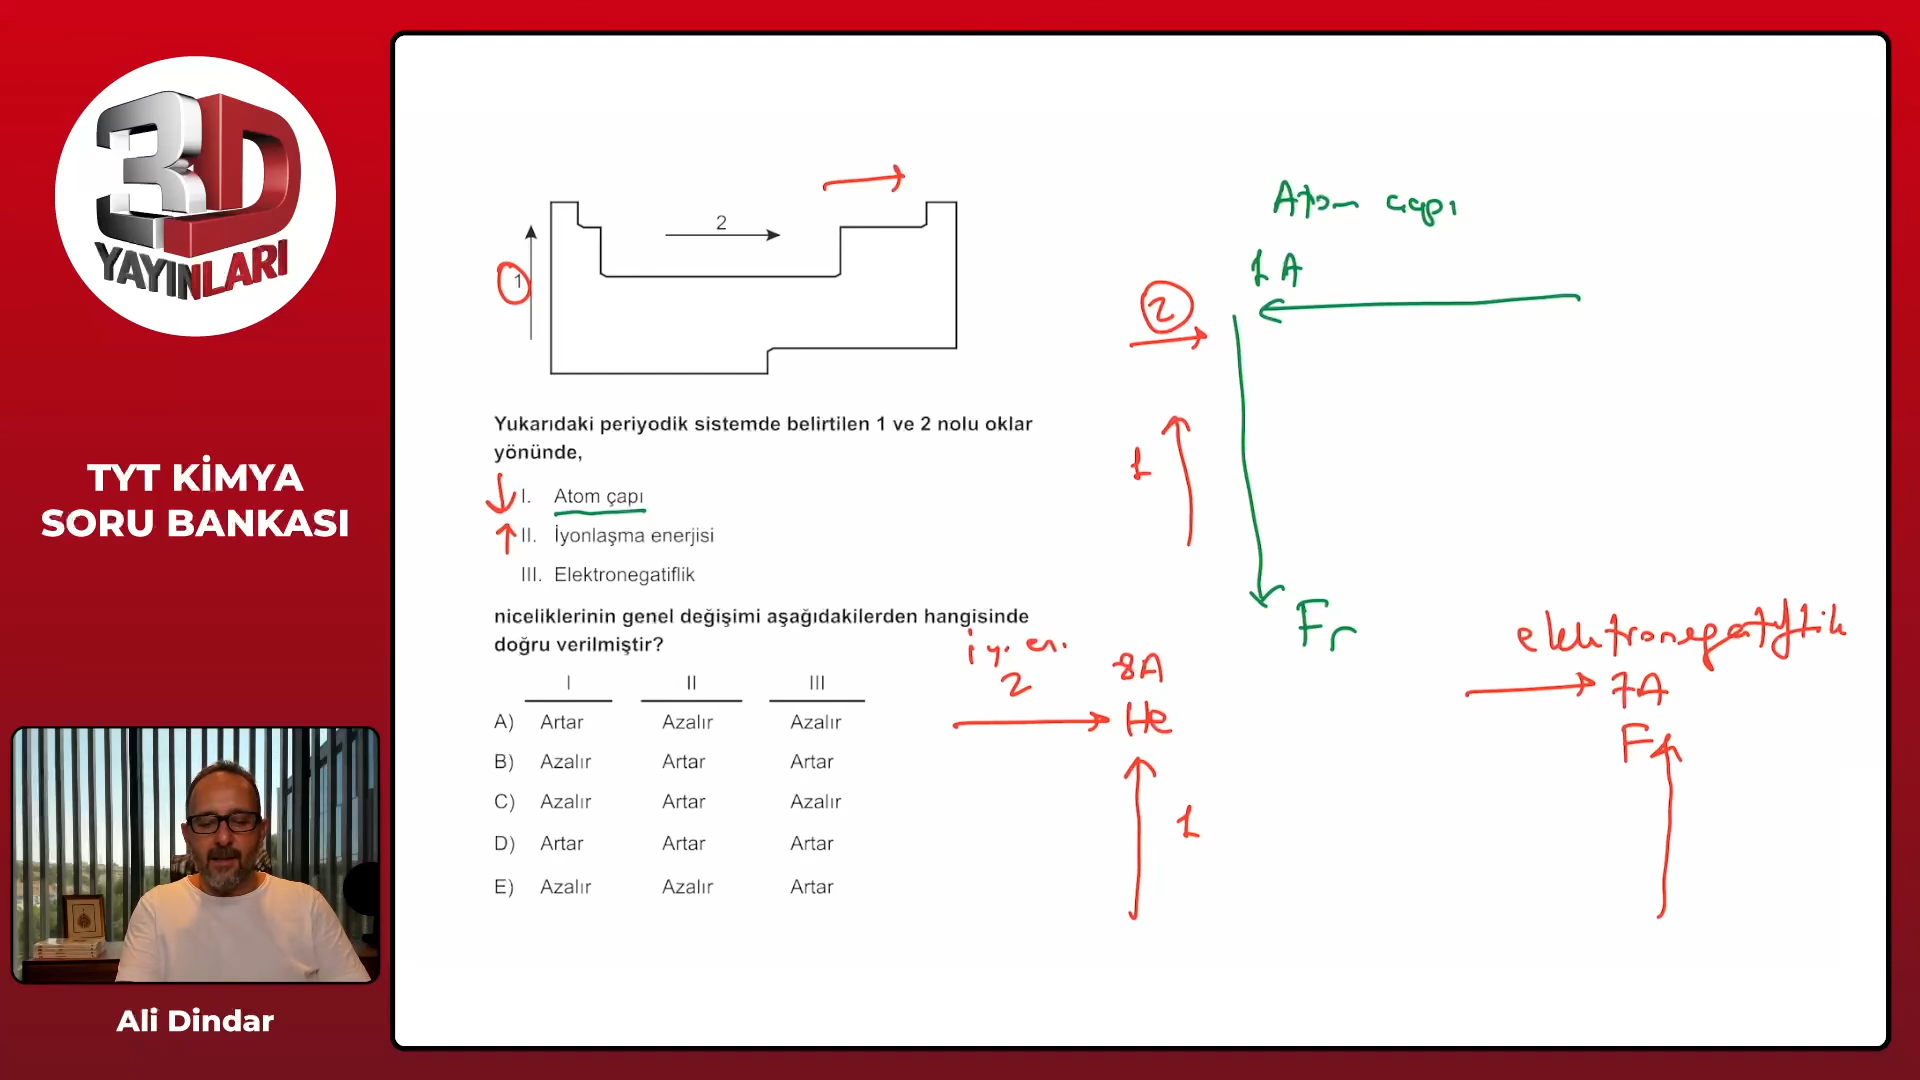 3D
YAYINLARI
TYT KİMYA
SORU BANKASI
Ali Dindar
1
2
Yukarıdaki periyodik sistemde belirtilen 1 ve 2 nolu oklar
yönünde,
I. Atom çapı
II. İyonlaşma enerjisi
III. Elektronegatiflik
niceliklerinin genel değişimi aşağıdakilerden hangisinde
doğru verilmiştir?
I II III
A) Artar Azalır Azalır
B) Azalır Artar Artar
C) Azalır Artar Azalır
D) Artar Artar Artar
E) Azalır Azalır Artar
Atom çapı
1A
2
1
Fr
iy. en.
2
8A
He
1
elektronegatiflik
7A
F